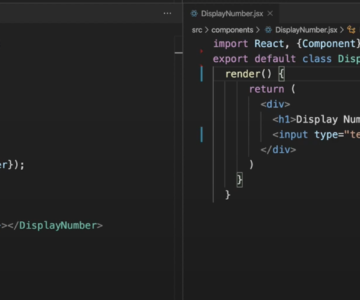 er});
></DisplayNumber>
DisplayNumber.jsx ×
src > components > DisplayNumber.jsx >
import React, {Component}
export default class Disp
render() {
return (
<div>
<h1>Display Num
<input type="te
</div>
)
}
}